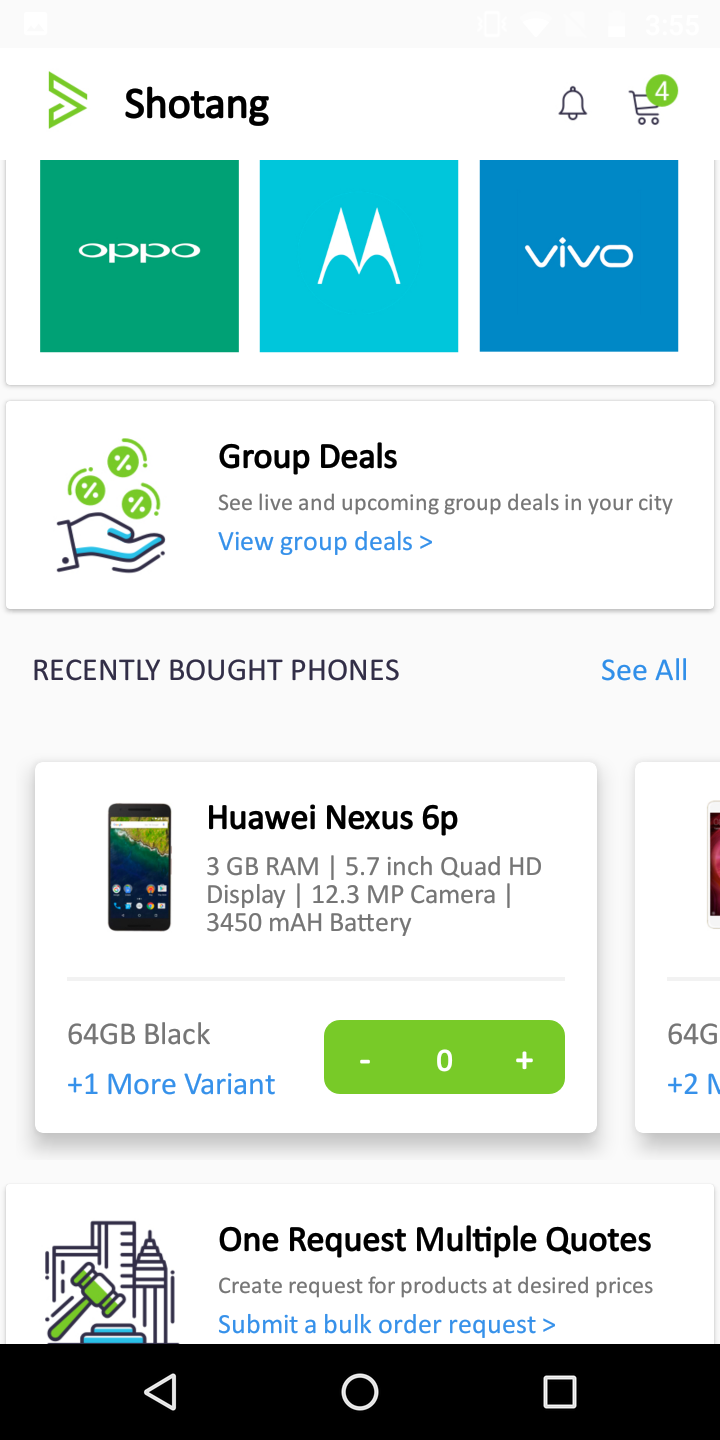 3:55
Shotang
4
oppo
vivo
Group Deals
See live and upcoming group deals in your city
View group deals >
RECENTLY BOUGHT PHONES
See All
Huawei Nexus 6p
3 GB RAM | 5.7 inch Quad HD
Display | 12.3 MP Camera |
3450 mAH Battery
64GB Black
+1 More Variant
- 0 +
64G
+2
One Request Multiple Quotes
Create request for products at desired prices
Submit a bulk order request >